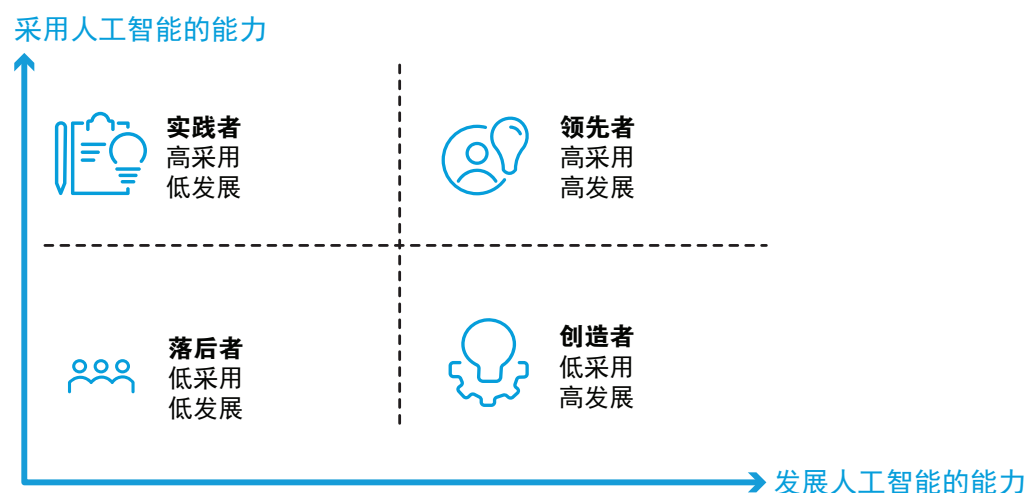 采用人工智能的能力
实践者
高采用
低发展
领先者
高采用
高发展
落后者
低采用
低发展
创造者
低采用
高发展
发展人工智能的能力